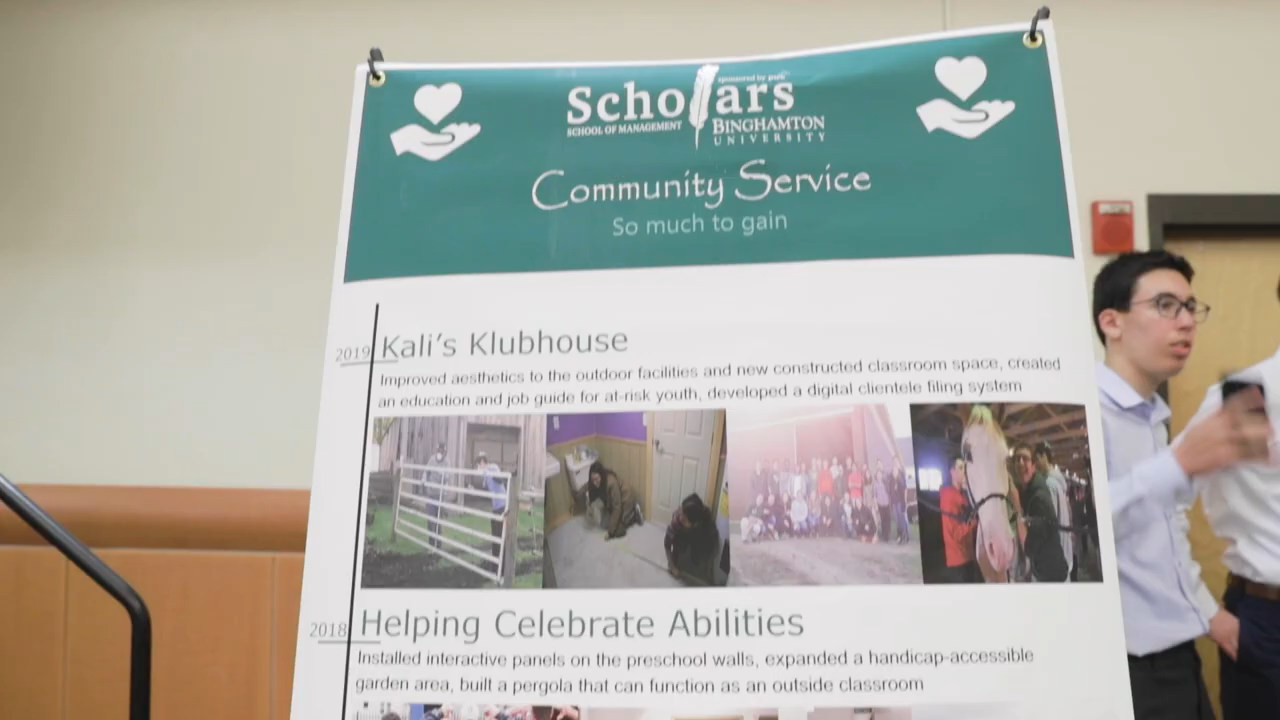 sponsored by pwc
Scholars
SCHOOL OF MANAGEMENT
BINGHAMTON
UNIVERSITY
Community Service
So much to gain
2019
Kali's Klubhouse
Improved aesthetics to the outdoor facilities and new constructed classroom space, created
an education and job guide for at-risk youth, developed a digital clientele filing system
2018
Helping Celebrate Abilities
Installed interactive panels on the preschool walls, expanded a handicap-accessible
garden area, built a pergola that can function as an outside classroom